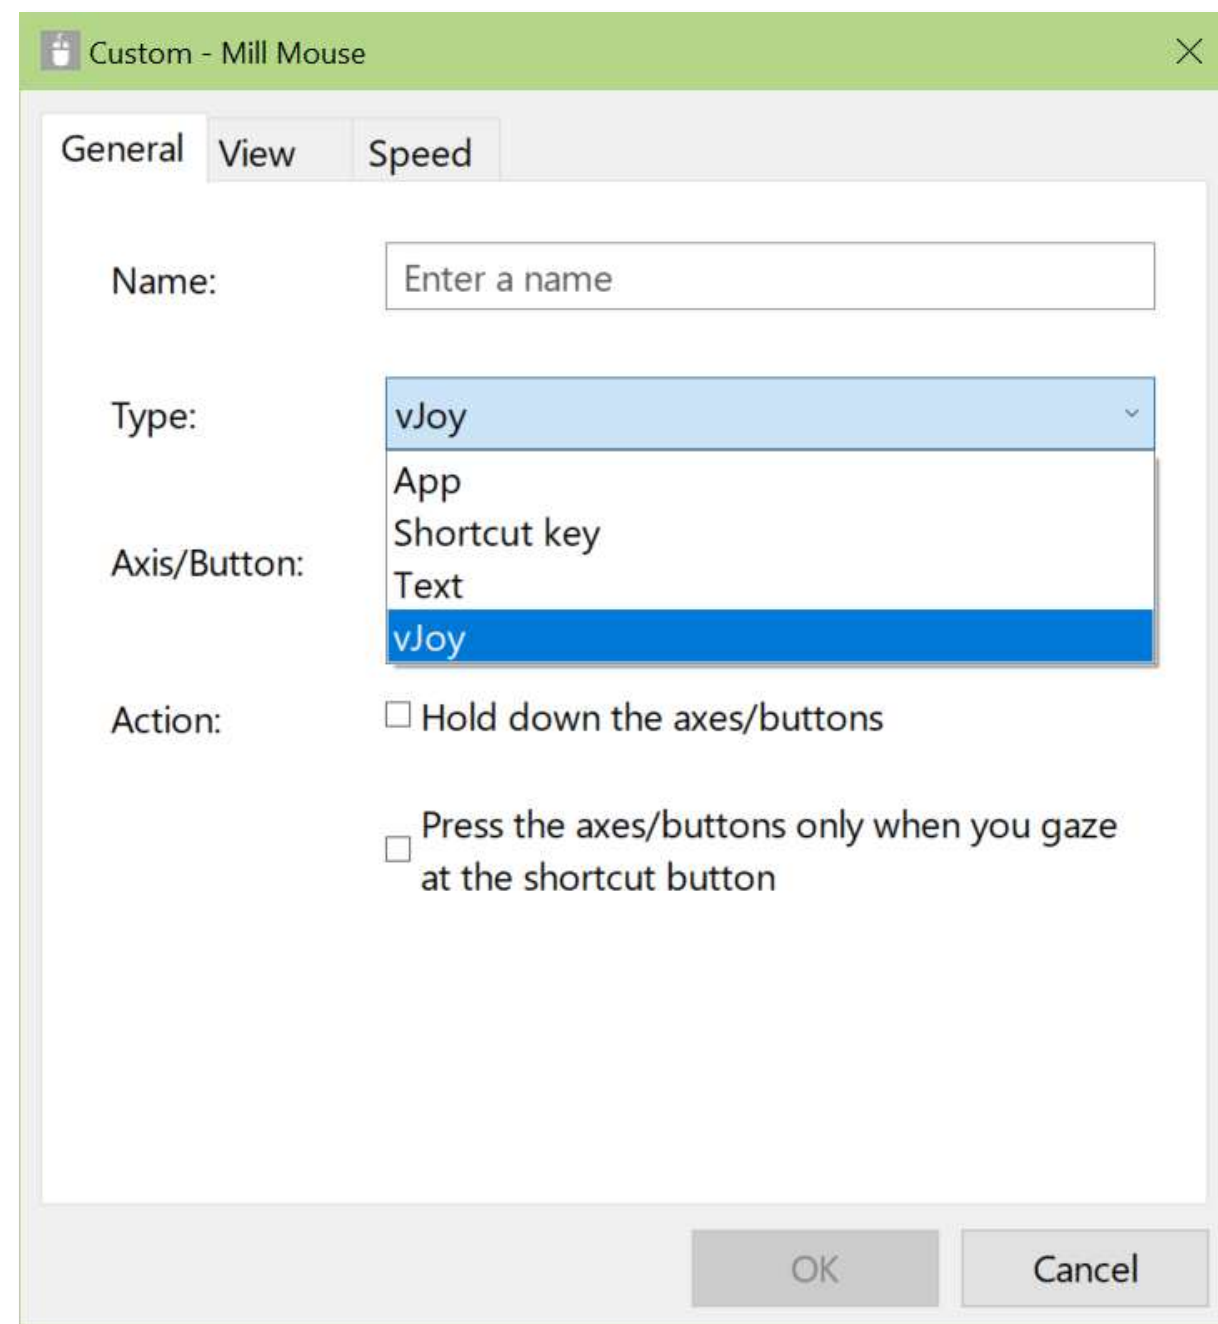 Custom - Mill Mouse
General View Speed
Name: Enter a name
Type: vJoy
App
Shortcut key
Text
vJoy
Axis/Button:
Action: Hold down the axes/buttons
Press the axes/buttons only when you gaze
at the shortcut button
OK Cancel